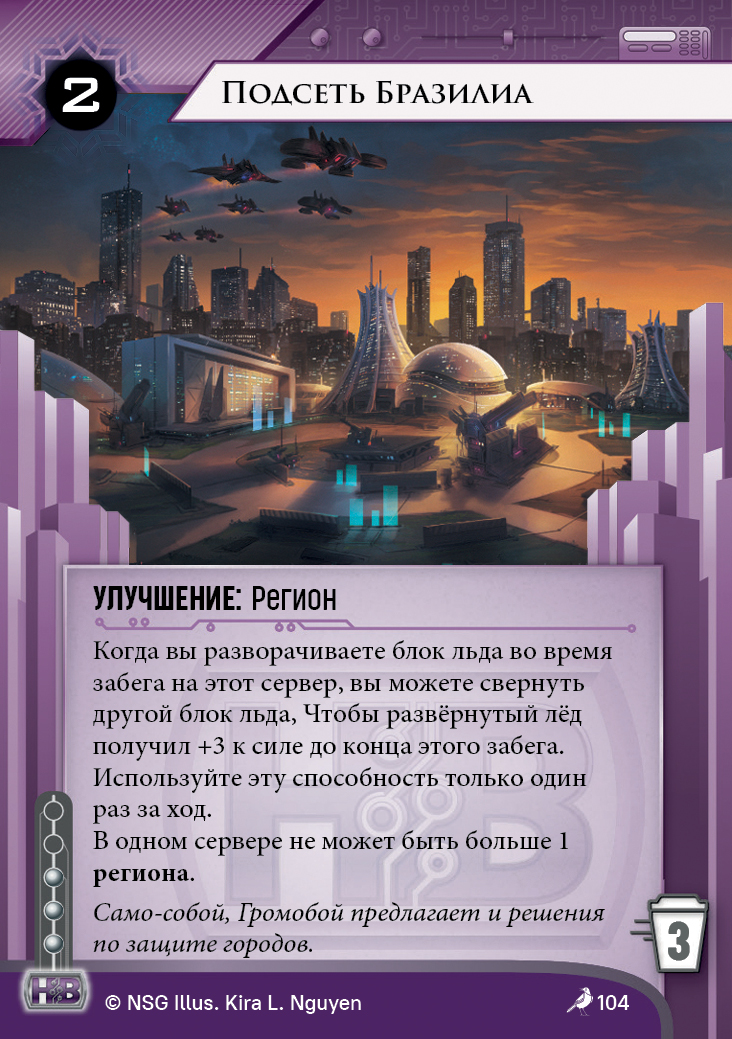 2
Подсеть Бразилиа
УЛУЧШЕНИЕ: Регион
Когда вы разворачиваете блок льда во время
забега на этот сервер, вы можете свернуть
другой блок льда, Чтобы развёрнутый лёд
получил +3 к силе до конца этого забега.
Используйте эту способность только один
раз за ход.
В одном сервере не может быть больше 1
региона.
Само-собой, Громобой предлагает и решения
по защите городов.
3
HB
© NSG Illus. Kira L. Nguyen
104